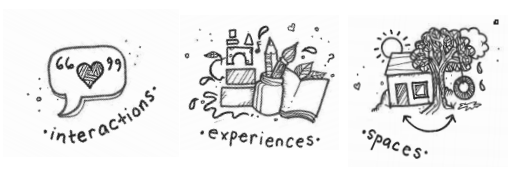 “ ”
·interactions·
?
·experiences·
·spaces·